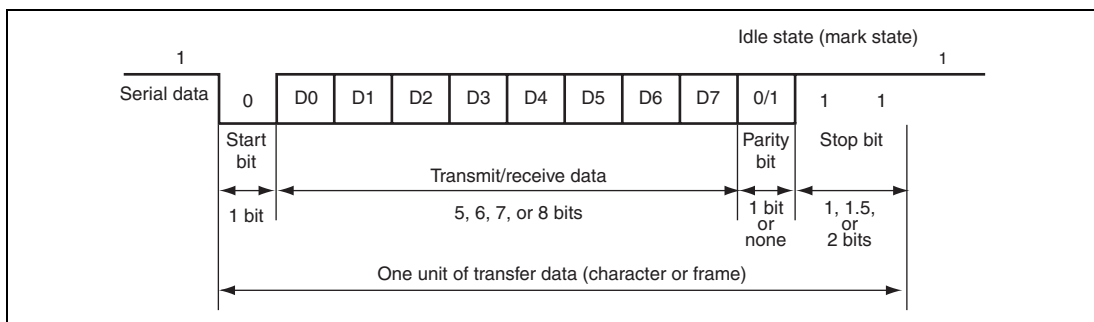 Idle state (mark state)
1
1
Serial data
0
D0
D1
D2
D3
D4
D5
D6
D7
0/1
1
1
Start
bit
Parity
bit
Stop bit
Transmit/receive data
1 bit
5, 6, 7, or 8 bits
1 bit
or
none
1, 1.5,
or
2 bits
One unit of transfer data (character or frame)